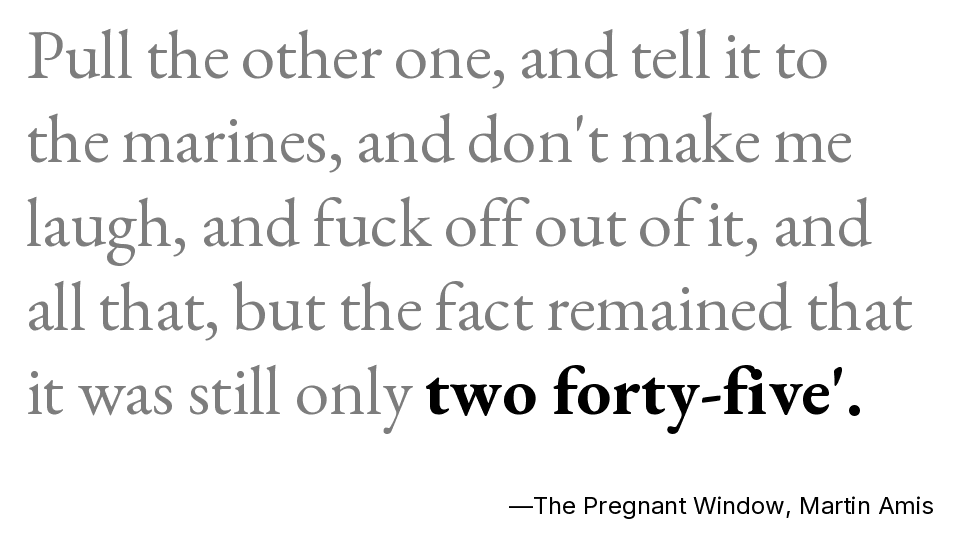 Pull the other one, and tell it to
the marines, and don't make me
laugh, and fuck off out of it, and
all that, but the fact remained that
it was still only two forty-five'.
—The Pregnant Window, Martin Amis